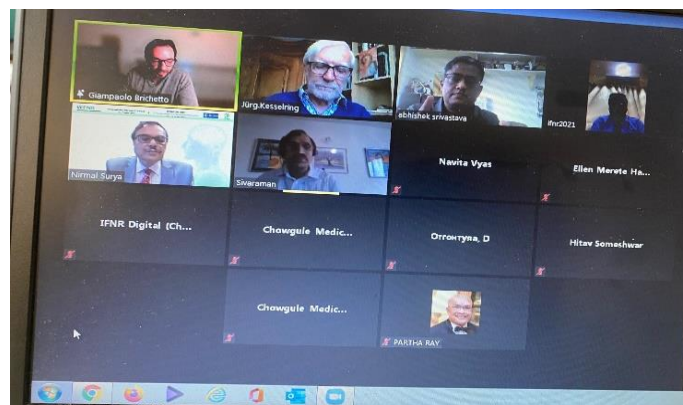 Giampaolo Brichetto
Jürg.Kesselring
abhishek srivastava
ifnr2021
Nirmal Surya
Sivaraman
Navita Vyas
Ellen Merete Ha...
IFNR Digital (Ch...
Chowgule Medic...
Отгонтуяа, D
Hitav Someshwar
Chowgule Medic...
PARTHA RAY